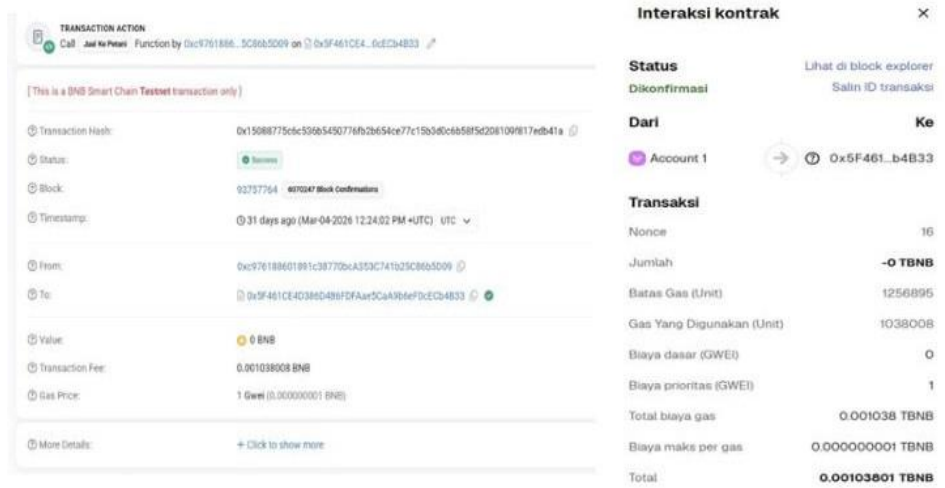 TRANSACTION ACTION
Call Jual Ke Petani Function by 0xc9761886...5C86b5D09 on 0x5F461CE4...0cECb4B33
[ This is a BNB Smart Chain Testnet transaction only ]
Transaction Hash:
0x15088775c6c536b5450776fb2b654ce77c15b3d0c6b58f5d208109f817edb41a
Status:
Success
Block:
93757764 6070247 Block Confirmations
Timestamp:
31 days ago (Mar-04-2026 12:24:02 PM +UTC) UTC
From:
To:
Value:
0 BNB
Transaction Fee:
0.001038008 BNB
Gas Price:
1 Gwei (0.000000001 BNB)
More Details:
+ Click to show more
Interaksi kontrak
Status Lihat di block explorer
Dikonfirmasi Salin ID transaksi
Dari Ke
Account 1 0x5F461...b4B33
Transaksi
Nonce 16
Jumlah -0 TBNB
Batas Gas (Unit) 1256895
Gas Yang Digunakan (Unit) 1038008
Biaya dasar (GWEI) 0
Biaya prioritas (GWEI) 1
Total biaya gas 0.001038 TBNB
Biaya maks per gas 0.000000001 TBNB
Total 0.00103801 TBNB